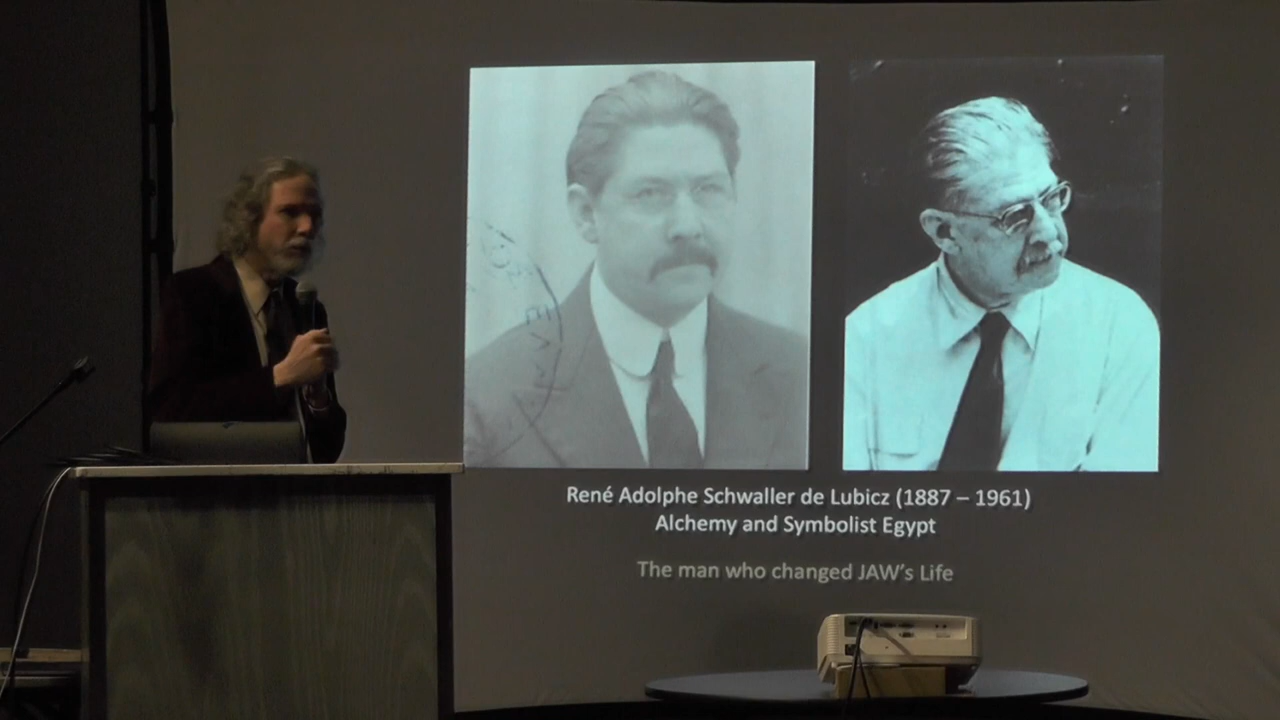 René Adolphe Schwaller de Lubicz (1887 – 1961)
Alchemy and Symbolist Egypt
The man who changed JAW's Life